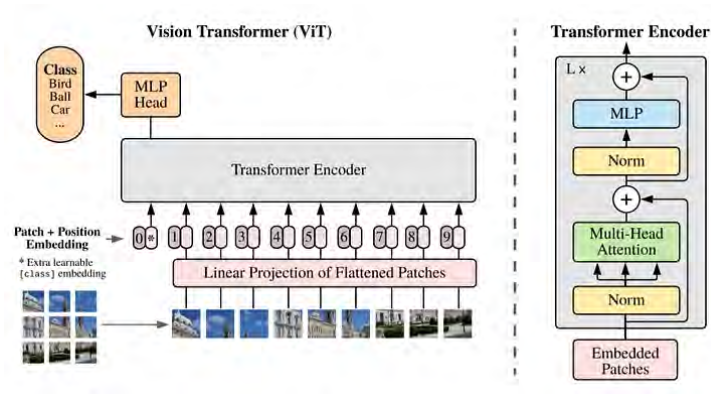 Vision Transformer (ViT)
Class
Bird
Ball
Car
...
MLP
Head
Transformer Encoder
Patch + Position
Embedding
0 * 1 2 3 4 5 6 7 8 9
* Extra learnable
[class] embedding
Linear Projection of Flattened Patches
Transformer Encoder
L x
+
MLP
Norm
+
Multi-Head
Attention
Norm
Embedded
Patches